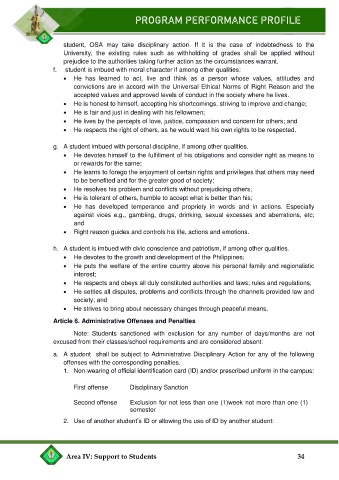 PROGRAM PERFORMANCE PROFILE
student, OSA may take disciplinary action. If it is the case of indebtedness to the
University, the existing rules such as withholding of grades shall be applied without
prejudice to the authorities taking further action as the circumstances warrant.
f. student is imbued with moral character if among other qualities:
• He has learned to act, live and think as a person whose values, attitudes and
convictions are in accord with the Universal Ethical Norms of Right Reason and the
accepted values and approved levels of conduct in the society where he lives.
• He is honest to himself, accepting his shortcomings, striving to improve and change;
• He is fair and just in dealing with his fellowmen;
• He lives by the percepts of love, justice, compassion and concern for others; and
• He respects the right of others, as he would want his own rights to be respected.
g. A student imbued with personal discipline, if among other qualities.
• He devotes himself to the fulfillment of his obligations and consider right as means to
or rewards for the same;
• He learns to forego the enjoyment of certain rights and privileges that others may need
to be benefited and for the greater good of society;
• He resolves his problem and conflicts without prejudicing others;
• He is tolerant of others, humble to accept what is better than his;
• He has developed temperance and propriety in words and in actions. Especially
against vices e.g., gambling, drugs, drinking, sexual excesses and aberrations, etc;
and
• Right reason guides and controls his life, actions and emotions.
h. A student is imbued with civic conscience and patriotism, if among other qualities.
• He devotes to the growth and development of the Philippines;
• He puts the welfare of the entire country above his personal family and regionalistic
interest;
• He respects and obeys all duly constituted authorities and laws; rules and regulations;
• He settles all disputes, problems and conflicts through the channels provided law and
society; and
• He strives to bring about necessary changes through peaceful means.
Article 6. Administrative Offenses and Penalties
Note: Students sanctioned with exclusion for any number of days/months are not
excused from their classes/school requirements and are considered absent.
a. A student shall be subject to Administrative Disciplinary Action for any of the following
offenses with the corresponding penalties.
1. Non-wearing of official identification card (ID) and/or prescribed uniform in the campus:
First offense Disciplinary Sanction
Second offense Exclusion for not less than one (1)week not more than one (1)
semester
2. Use of another student's ID or allowing the use of ID by another student:
Area IV: Support to Students 34